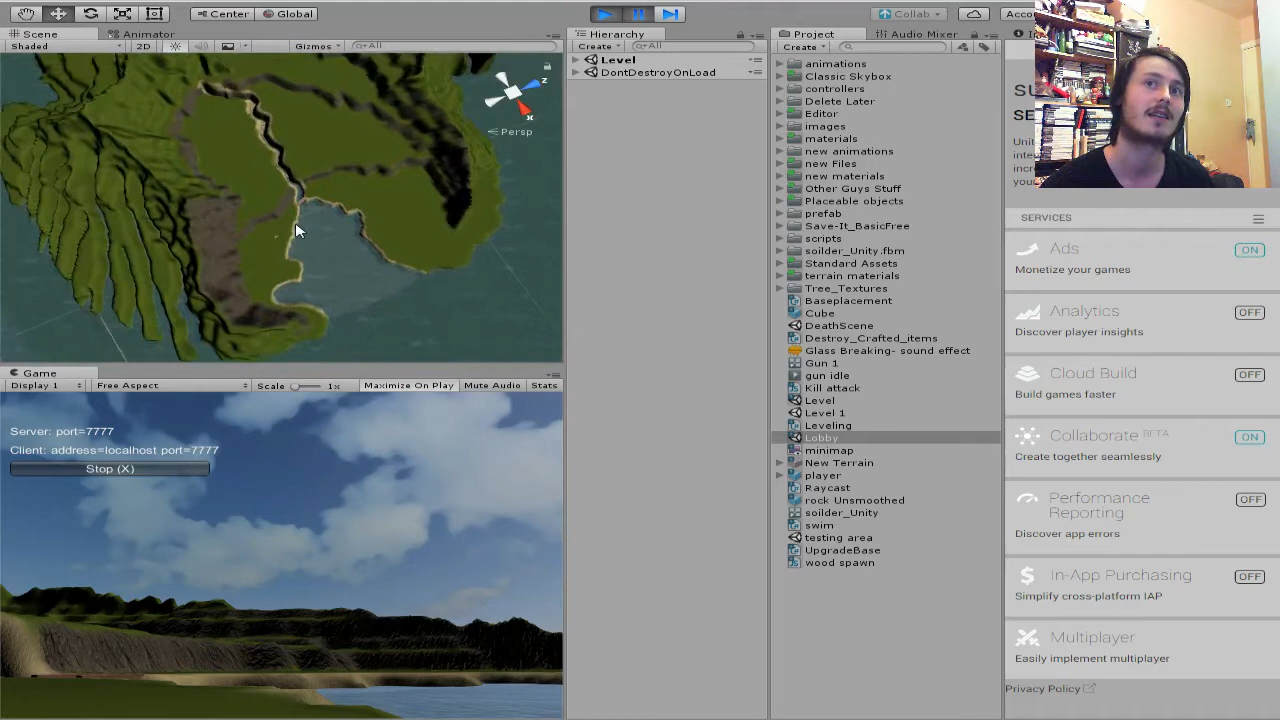 Center
Global
Collab
Accou
Scene
Animator
Shaded
2D
Gizmos
All
z
x
Persp
Game
Display 1
Free Aspect
Scale
1x
Maximize On Play
Mute Audio
Stats
Server: port=7777
Client: address=localhost port=7777
Stop (X)
Hierarchy
Create
All
Level
DontDestroyOnLoad
Project
Audio Mixer
Create
animations
Classic Skybox
controllers
Delete Later
Editor
images
materials
new animations
new Files
new materials
Other Guys Stuff
Placeable objects
prefab
Save-It_BasicFree
scripts
soilder_Unity.fbm
Standard Assets
terrain materials
Tree_Textures
Baseplacement
Cube
DeathScene
Destroy_Crafted_items
Glass Breaking- sound effect
Gun 1
gun idle
Kill attack
Level
Level 1
Leveling
Lobby
minimap
New Terrain
player
Raycast
rock Unsmoothed
soilder_Unity
swim
testing area
UpgradeBase
wood spawn
SERVICES
Ads
ON
Monetize your games
Analytics
OFF
Discover player insights
Cloud Build
OFF
Build games faster
Collaborate BETA
ON
Create together seamlessly
Performance
Reporting
OFF
Discover app errors
In-App Purchasing
OFF
Simplify cross-platform IAP
Multiplayer
Easily implement multiplayer
Privacy Policy